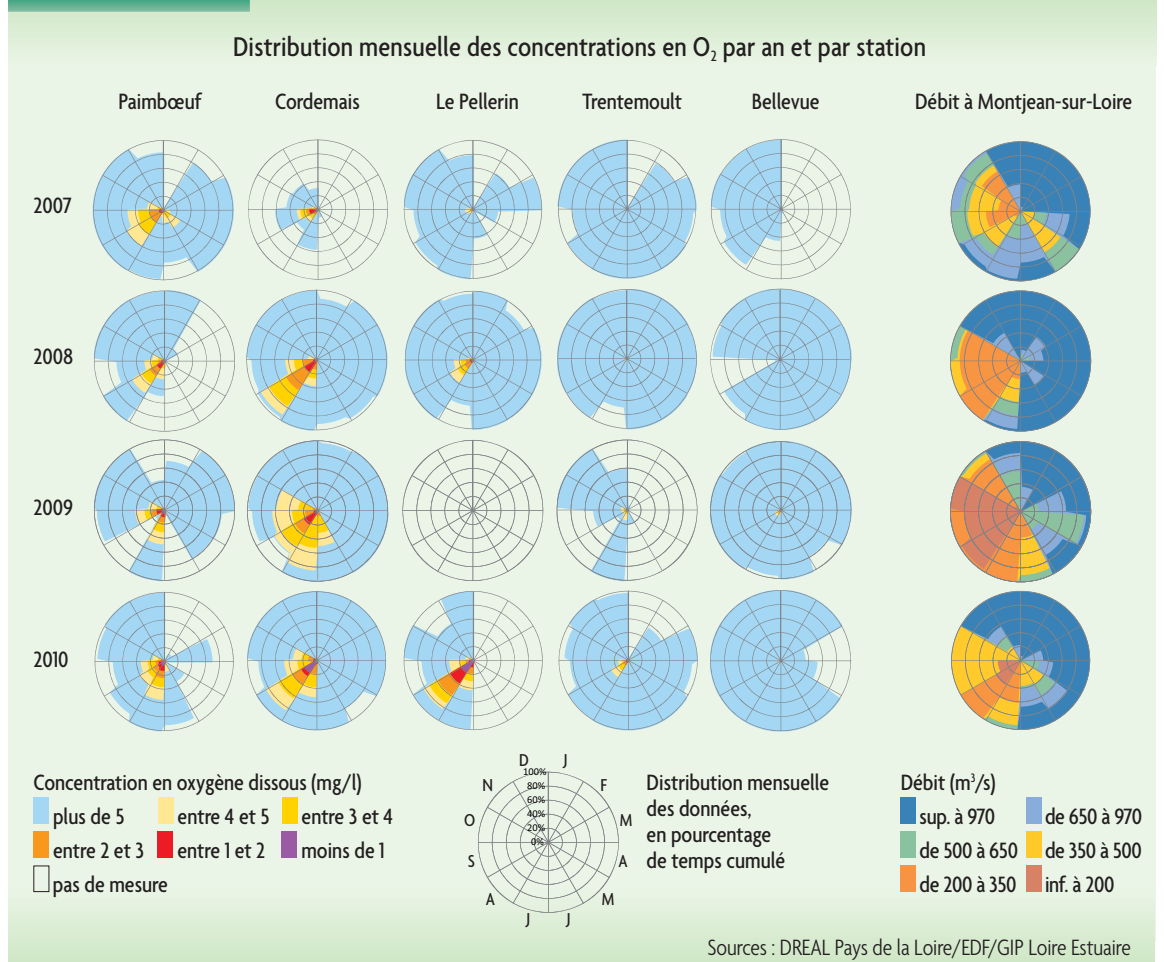 Distribution mensuelle des concentrations en O₂ par an et par station
Paimbœuf Cordemais Le Pellerin Trentemoult Bellevue Débit à Montjean-sur-Loire
2007
2008
2009
2010
Concentration en oxygène dissous (mg/l)
plus de 5 entre 4 et 5 entre 3 et 4
entre 2 et 3 entre 1 et 2 moins de 1
pas de mesure
D J
N F
O M
S A
A M
J J
100%
80%
60%
40%
20%
0%
Distribution mensuelle
des données,
en pourcentage
de temps cumulé
Débit (m³/s)
sup. à 970 de 650 à 970
de 500 à 650 de 350 à 500
de 200 à 350 inf. à 200
Sources : DREAL Pays de la Loire/EDF/GIP Loire Estuaire